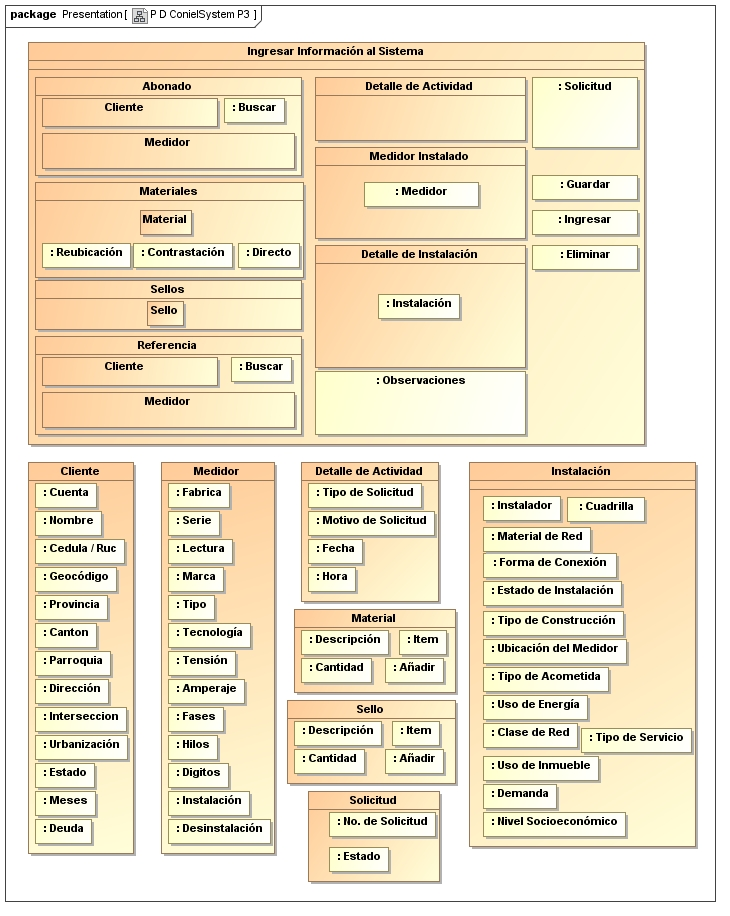 package Presentation [ P D ConielSystem P3 ]
Ingresar Información al Sistema
Abonado
Cliente
: Buscar
Medidor
Materiales
Material
: Reubicación
: Contrastación
: Directo
Sellos
Sello
Referencia
Cliente
: Buscar
Medidor
Detalle de Actividad
Medidor Instalado
: Medidor
Detalle de Instalación
: Instalación
: Observaciones
: Solicitud
: Guardar
: Ingresar
: Eliminar
Cliente
: Cuenta
: Nombre
: Cedula / Ruc
: Geocódigo
: Provincia
: Canton
: Parroquia
: Dirección
: Interseccion
: Urbanización
: Estado
: Meses
: Deuda
Medidor
: Fabrica
: Serie
: Lectura
: Marca
: Tipo
: Tecnología
: Tensión
: Amperaje
: Fases
: Hilos
: Digitos
: Instalación
: Desinstalación
Detalle de Actividad
: Tipo de Solicitud
: Motivo de Solicitud
: Fecha
: Hora
Material
: Descripción
: Item
: Cantidad
: Añadir
Sello
: Descripción
: Item
: Cantidad
: Añadir
Solicitud
: No. de Solicitud
: Estado
Instalación
: Instalador
: Cuadrilla
: Material de Red
: Forma de Conexión
: Estado de Instalación
: Tipo de Construcción
: Ubicación del Medidor
: Tipo de Acometida
: Uso de Energía
: Clase de Red
: Tipo de Servicio
: Uso de Inmueble
: Demanda
: Nivel Socioeconómico